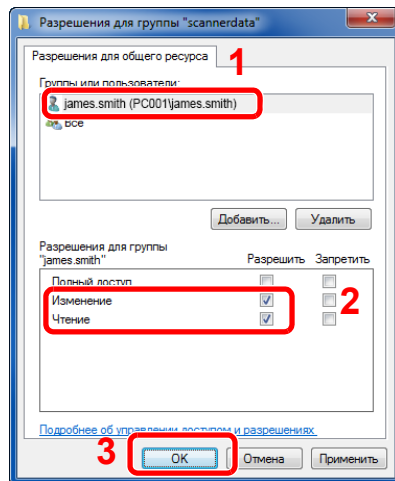 Разрешения для группы "scannerdata"
Разрешения для общего ресурса
1
Группы или пользователи:
james.smith (PC001\james.smith)
Все
Добавить... Удалить
Разрешения для группы
"james.smith" Разрешить Запретить
Полный доступ
Изменение
2
Чтение
Подробнее об управлении доступом и разрешениях
3
ОК Отмена Применить